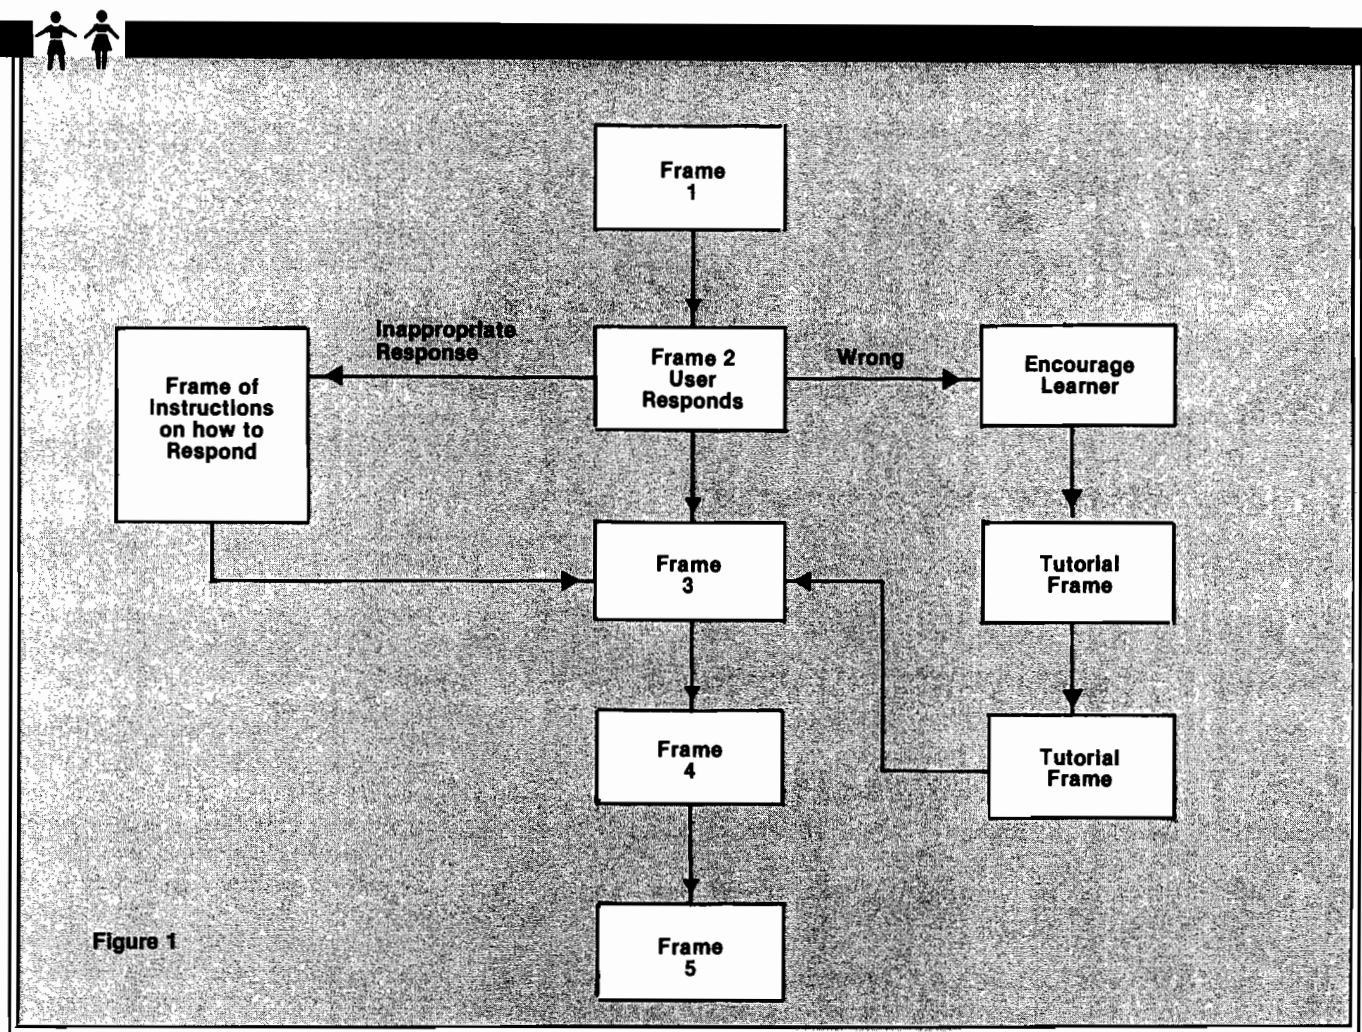 Frame
1
Inappropriate
Response
Frame 2
User
Responds
Wrong
Encourage
Learner
Frame of
Instructions
on how to
Respond
Frame
3
Tutorial
Frame
Frame
4
Tutorial
Frame
Figure 1
Frame
5